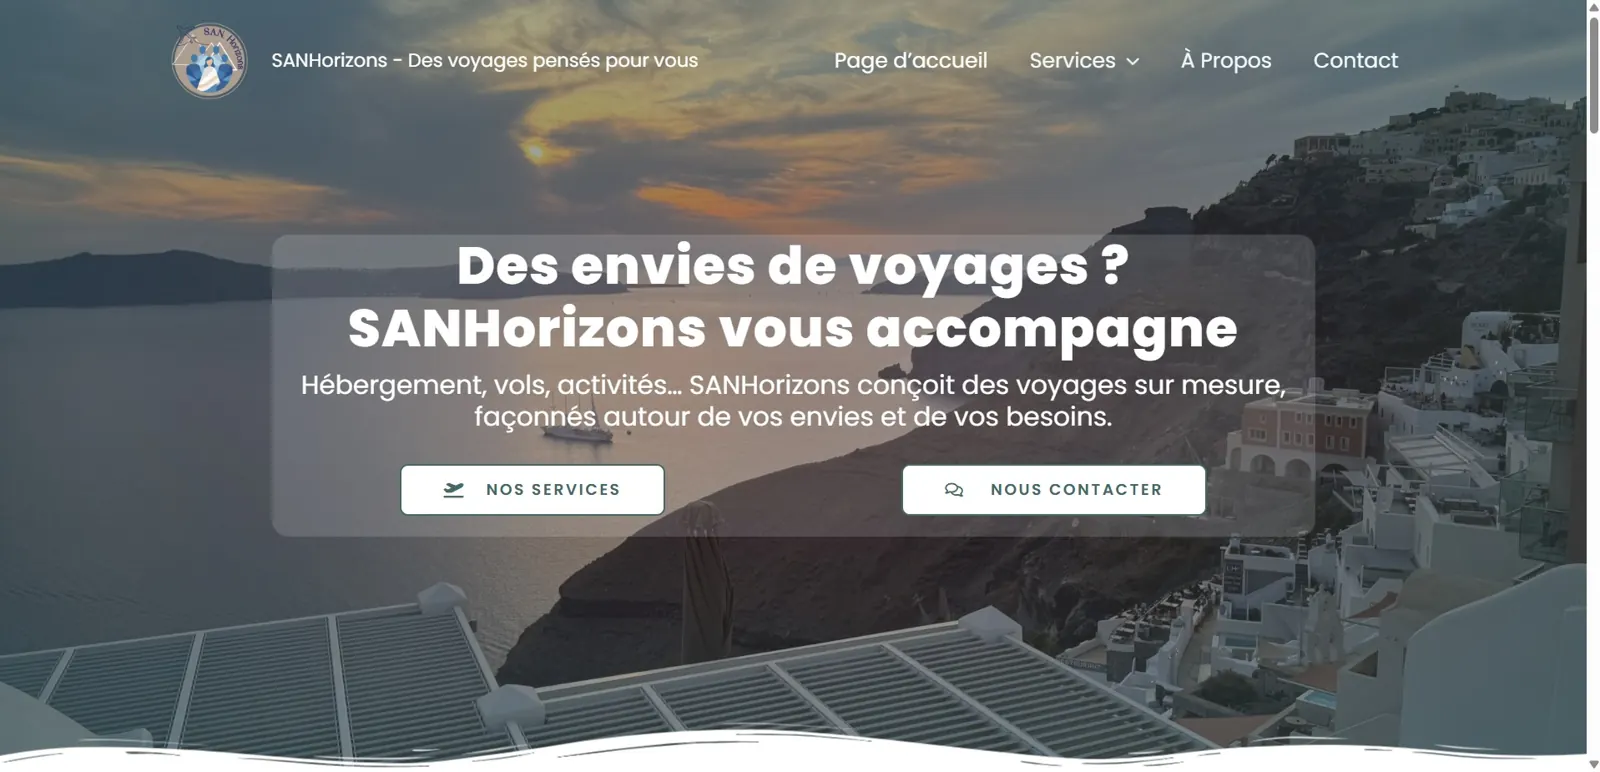 SAN Horizons
SANHorizons - Des voyages pensés pour vous
Page d’accueil
Services
À Propos
Contact
Des envies de voyages ?
SANHorizons vous accompagne
Hébergement, vols, activités... SANHorizons conçoit des voyages sur mesure,
façonnés autour de vos envies et de vos besoins.
NOS SERVICES
NOUS CONTACTER